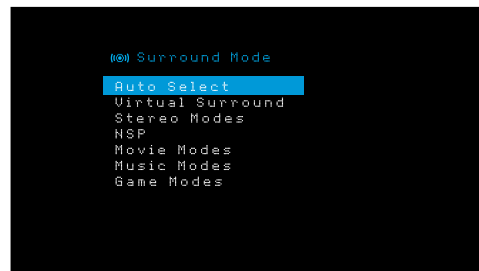 Surround Mode
Auto Select
Virtual Surround
Stereo Modes
NSP
Movie Modes
Music Modes
Game Modes